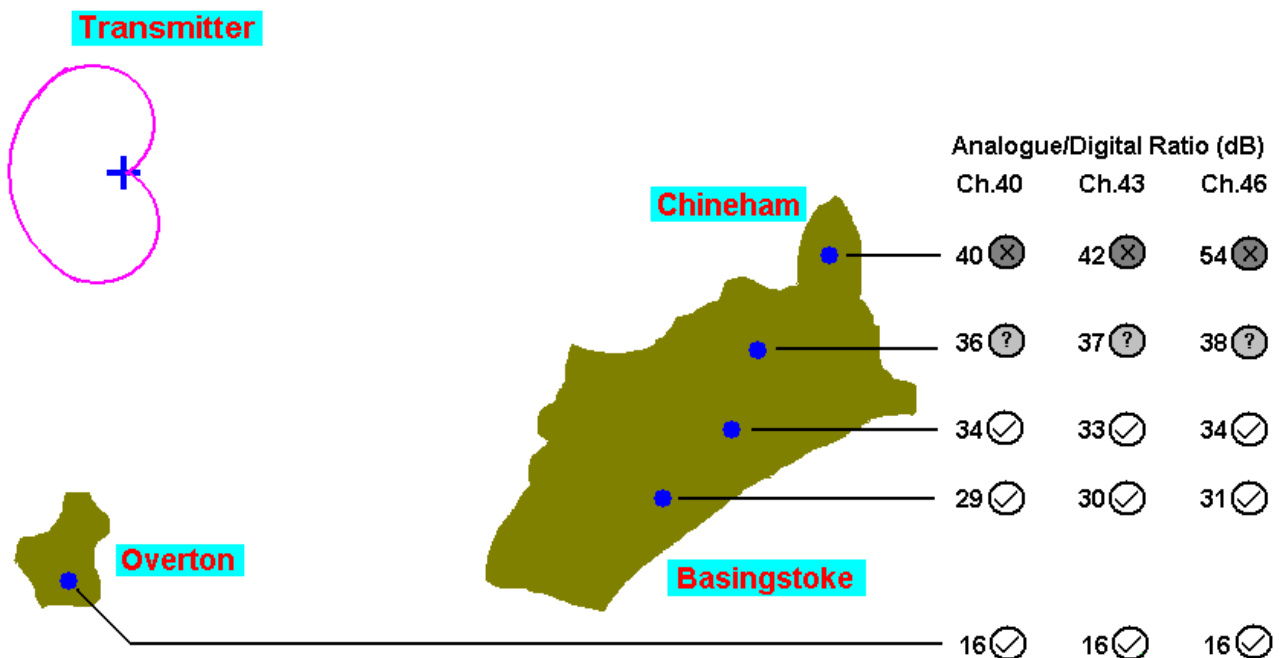 Transmitter
Analogue/Digital Ratio (dB)
Ch.40 Ch.43 Ch.46
Chineham
40 X 42 X 54 X
36 ? 37 ? 38 ?
34 ✓ 33 ✓ 34 ✓
29 ✓ 30 ✓ 31 ✓
Overton
Basingstoke
16 ✓ 16 ✓ 16 ✓